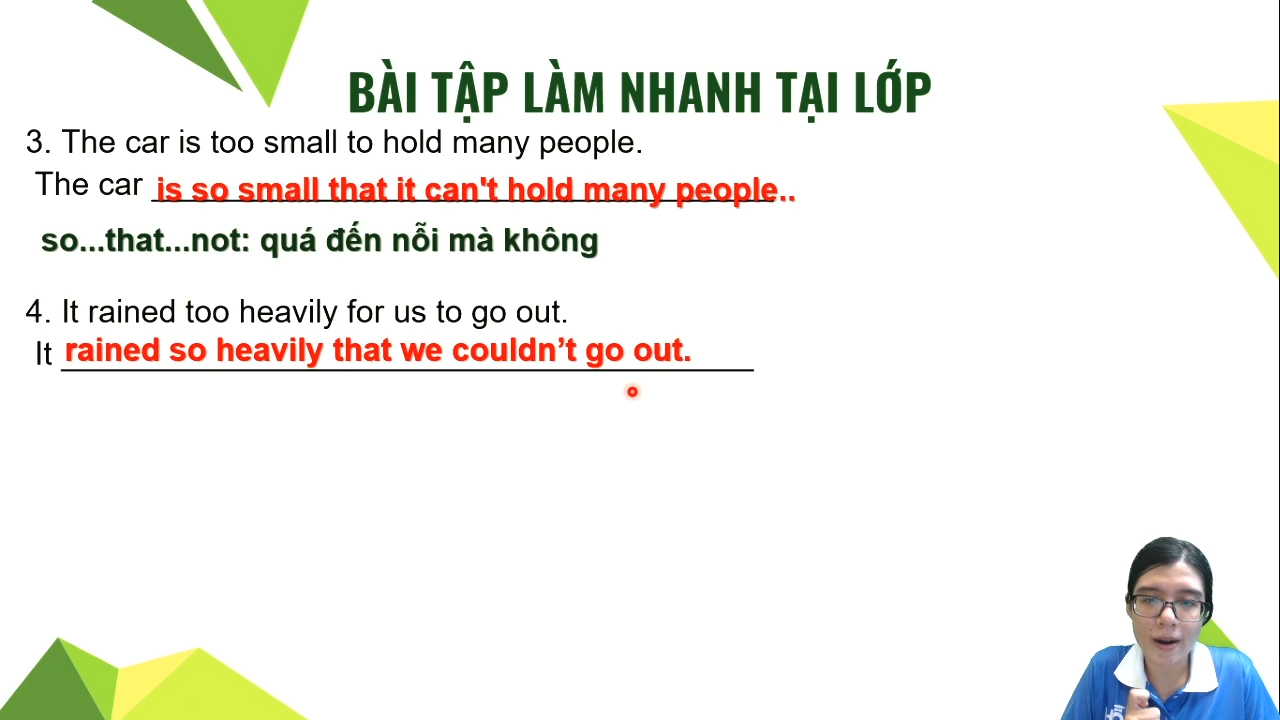 BÀI TẬP LÀM NHANH TẠI LỚP
3. The car is too small to hold many people.
The car is so small that it can't hold many people..
so...that...not: quá đến nỗi mà không
4. It rained too heavily for us to go out.
It rained so heavily that we couldn’t go out.